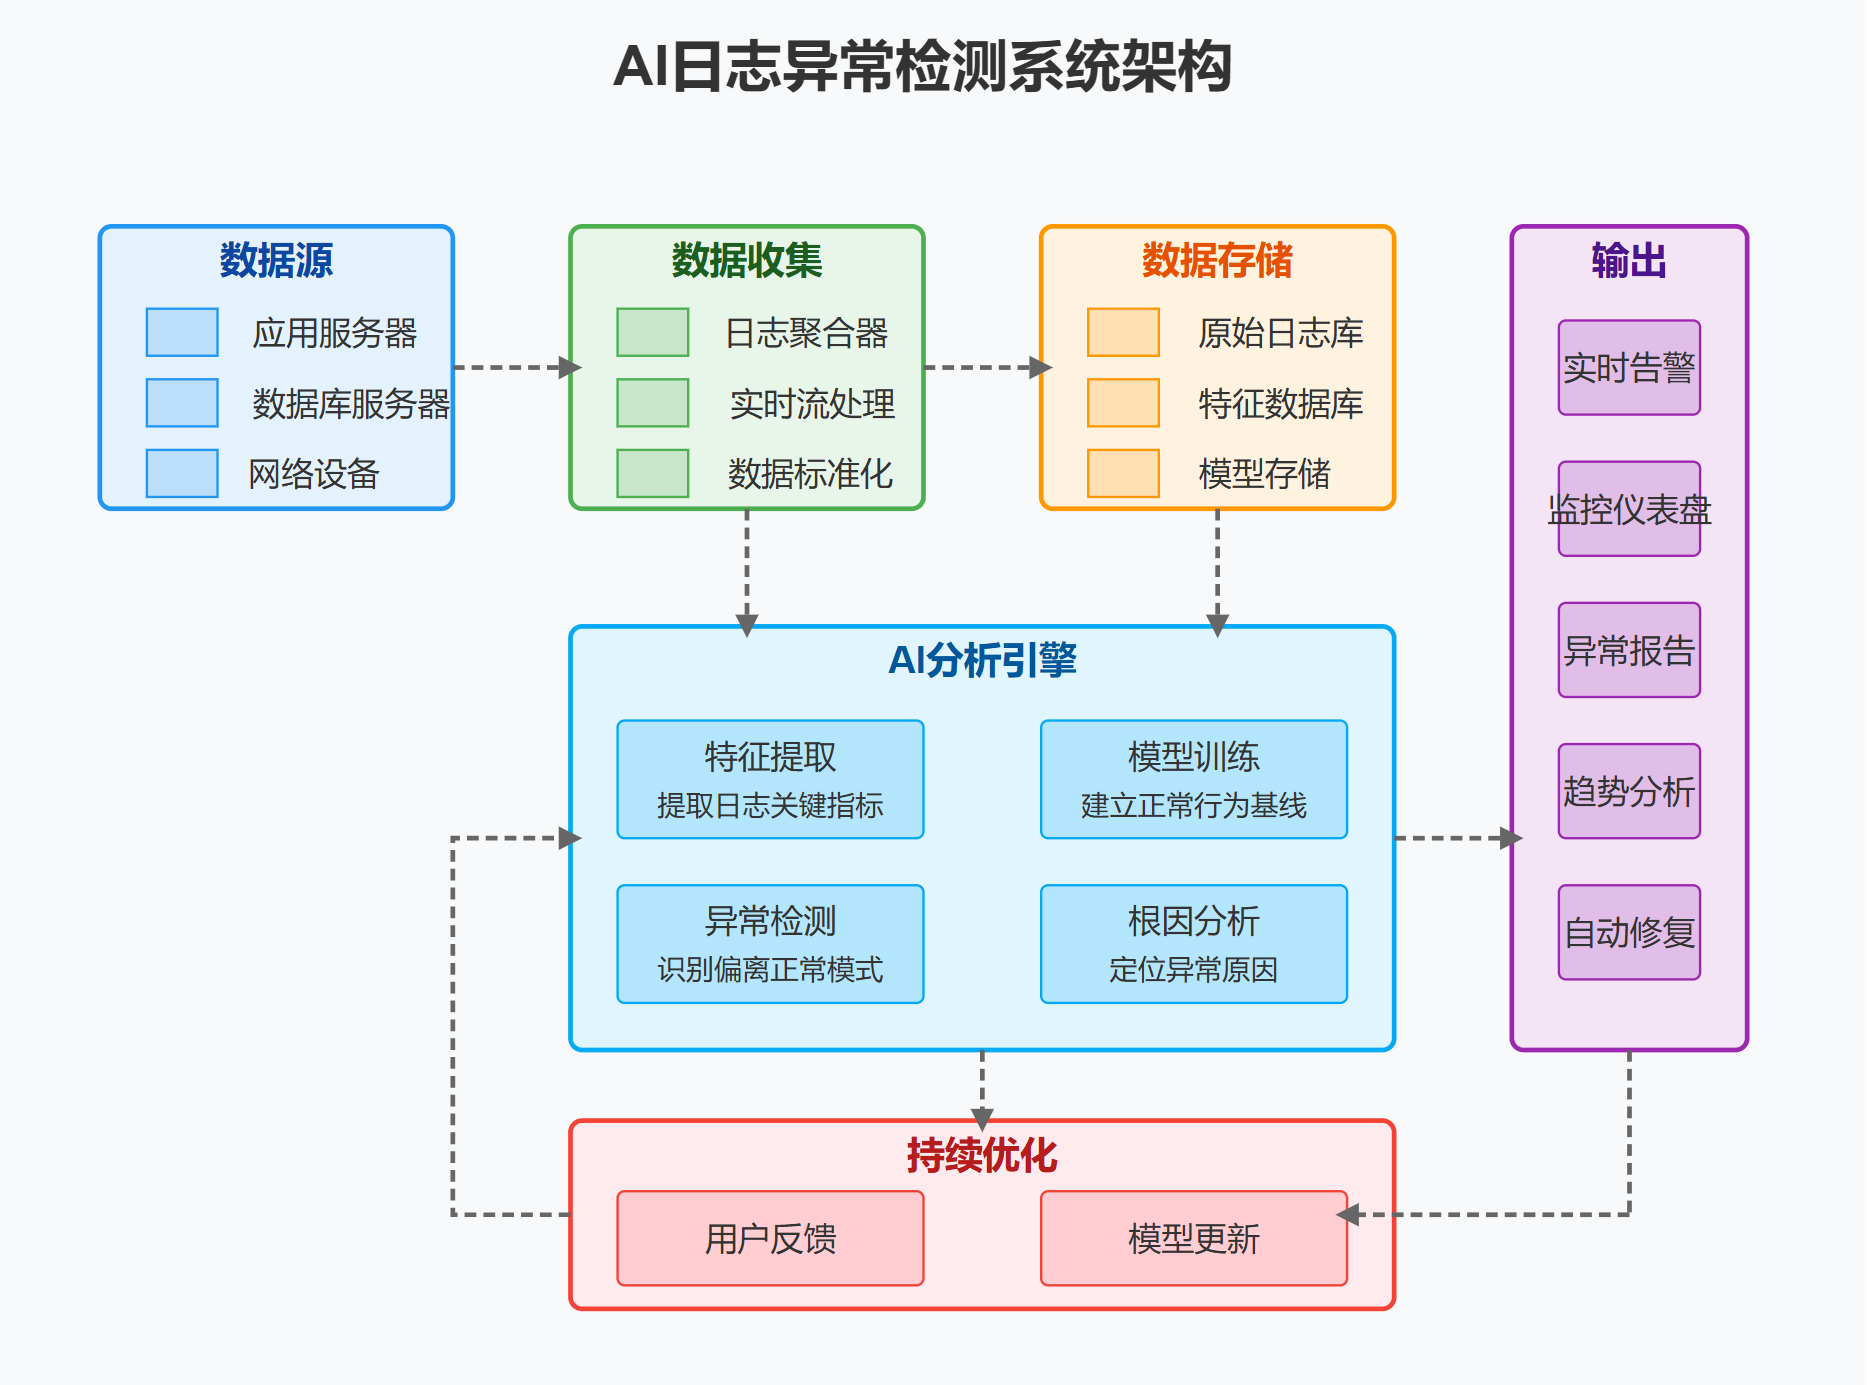 AI日志异常检测系统架构
数据源
应用服务器
数据库服务器
网络设备
数据收集
日志聚合器
实时流处理
数据标准化
数据存储
原始日志库
特征数据库
模型存储
输出
实时告警
监控仪表盘
异常报告
趋势分析
自动修复
AI分析引擎
特征提取
提取日志关键指标
模型训练
建立正常行为基线
异常检测
识别偏离正常模式
根因分析
定位异常原因
持续优化
用户反馈
模型更新